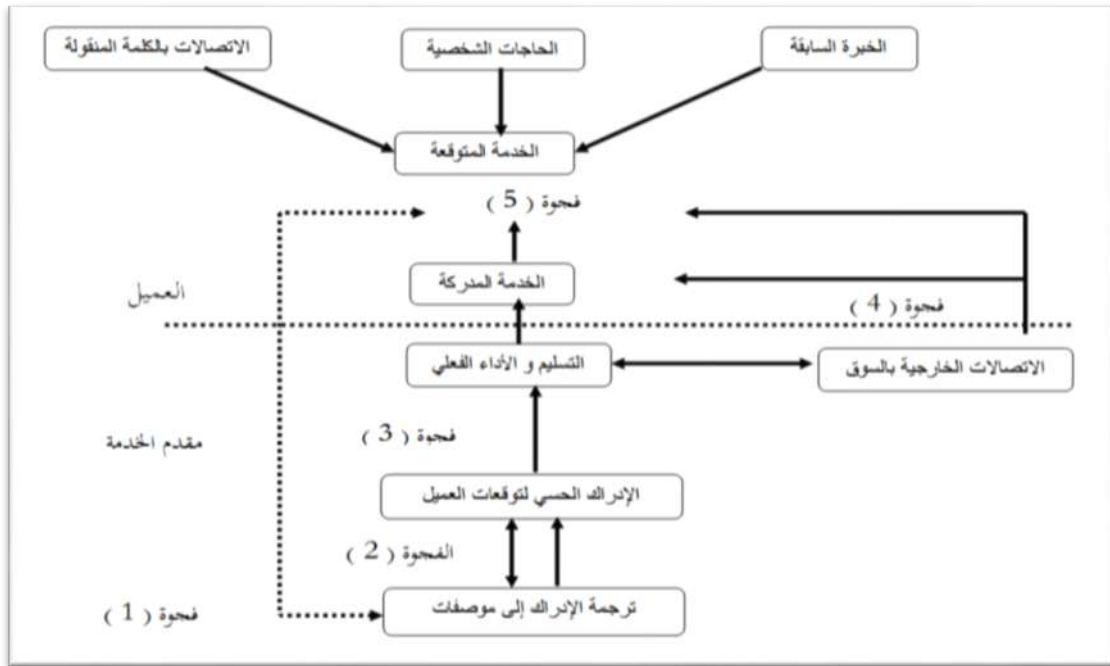 الخبرة السابقة
الحاجات الشخصية
الاتصالات بالكلمة المنقولة
الخدمة المتوقعة
فجوة ( 5 )
الخدمة المدركة
العميل
فجوة ( 4 )
الاتصالات الخارجية بالسوق
التسليم و الأداء الفعلي
فجوة ( 3 )
مقدم الخدمة
الإدراك الحسي لتوقعات العميل
الفجوة ( 2 )
ترجمة الإدراك إلى موصفات
فجوة ( 1 )